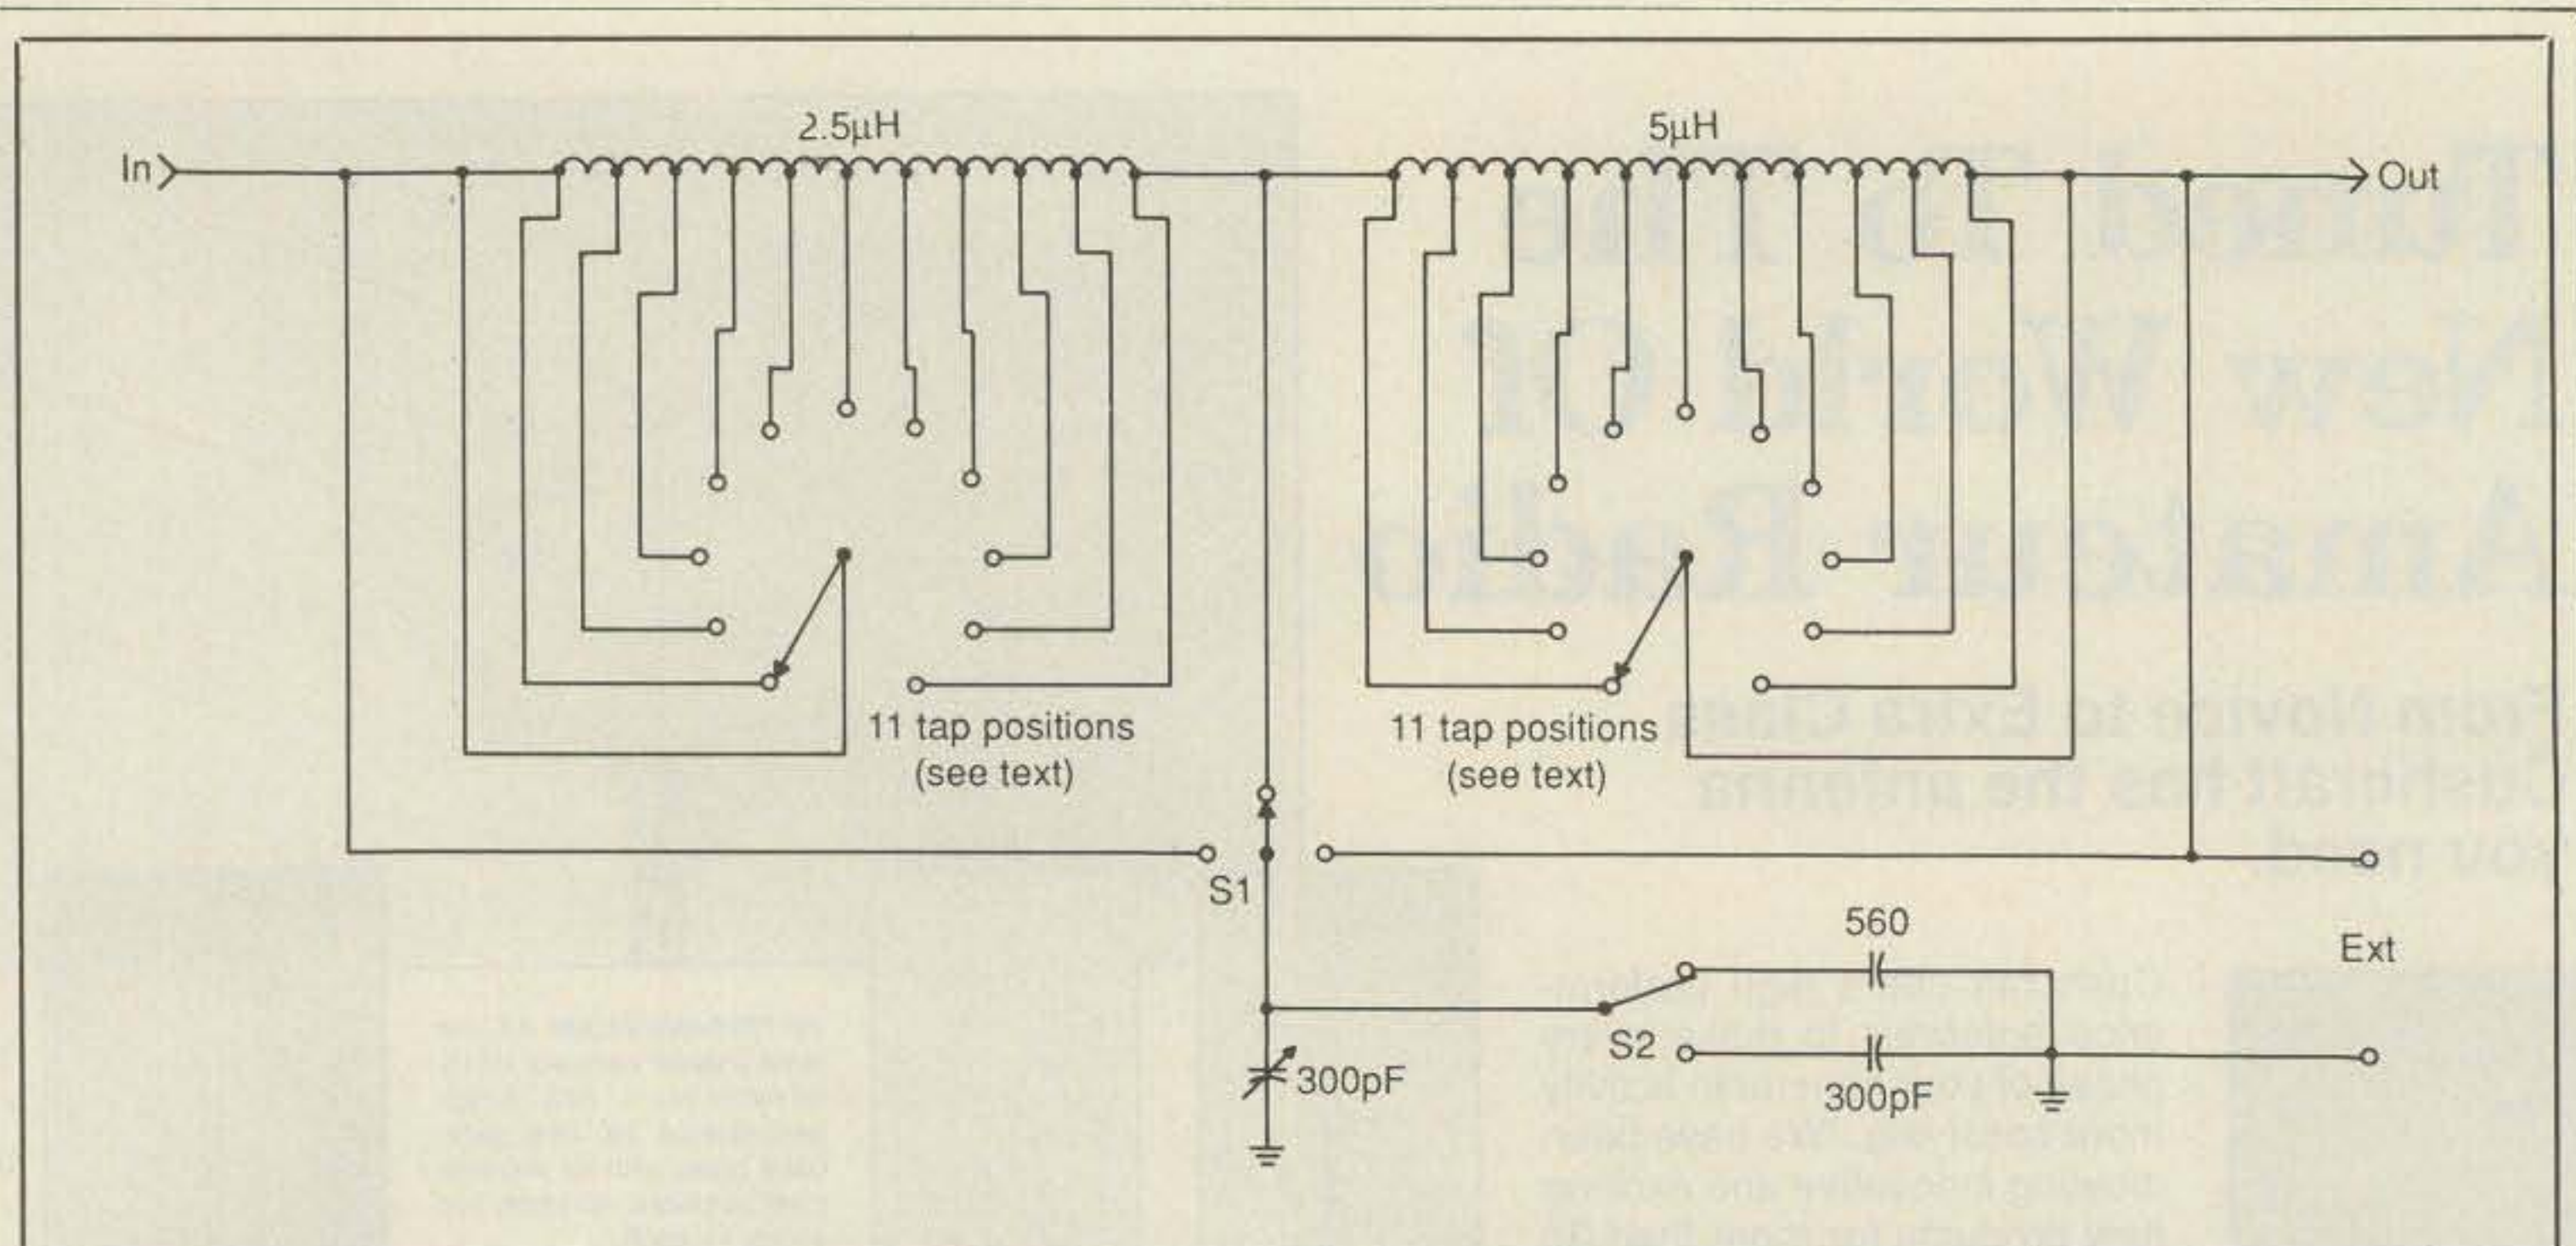 2.5µH
5µH
In
Out
11 tap positions
(see text)
11 tap positions
(see text)
S1
560
Ext
S2
300pF
300pF